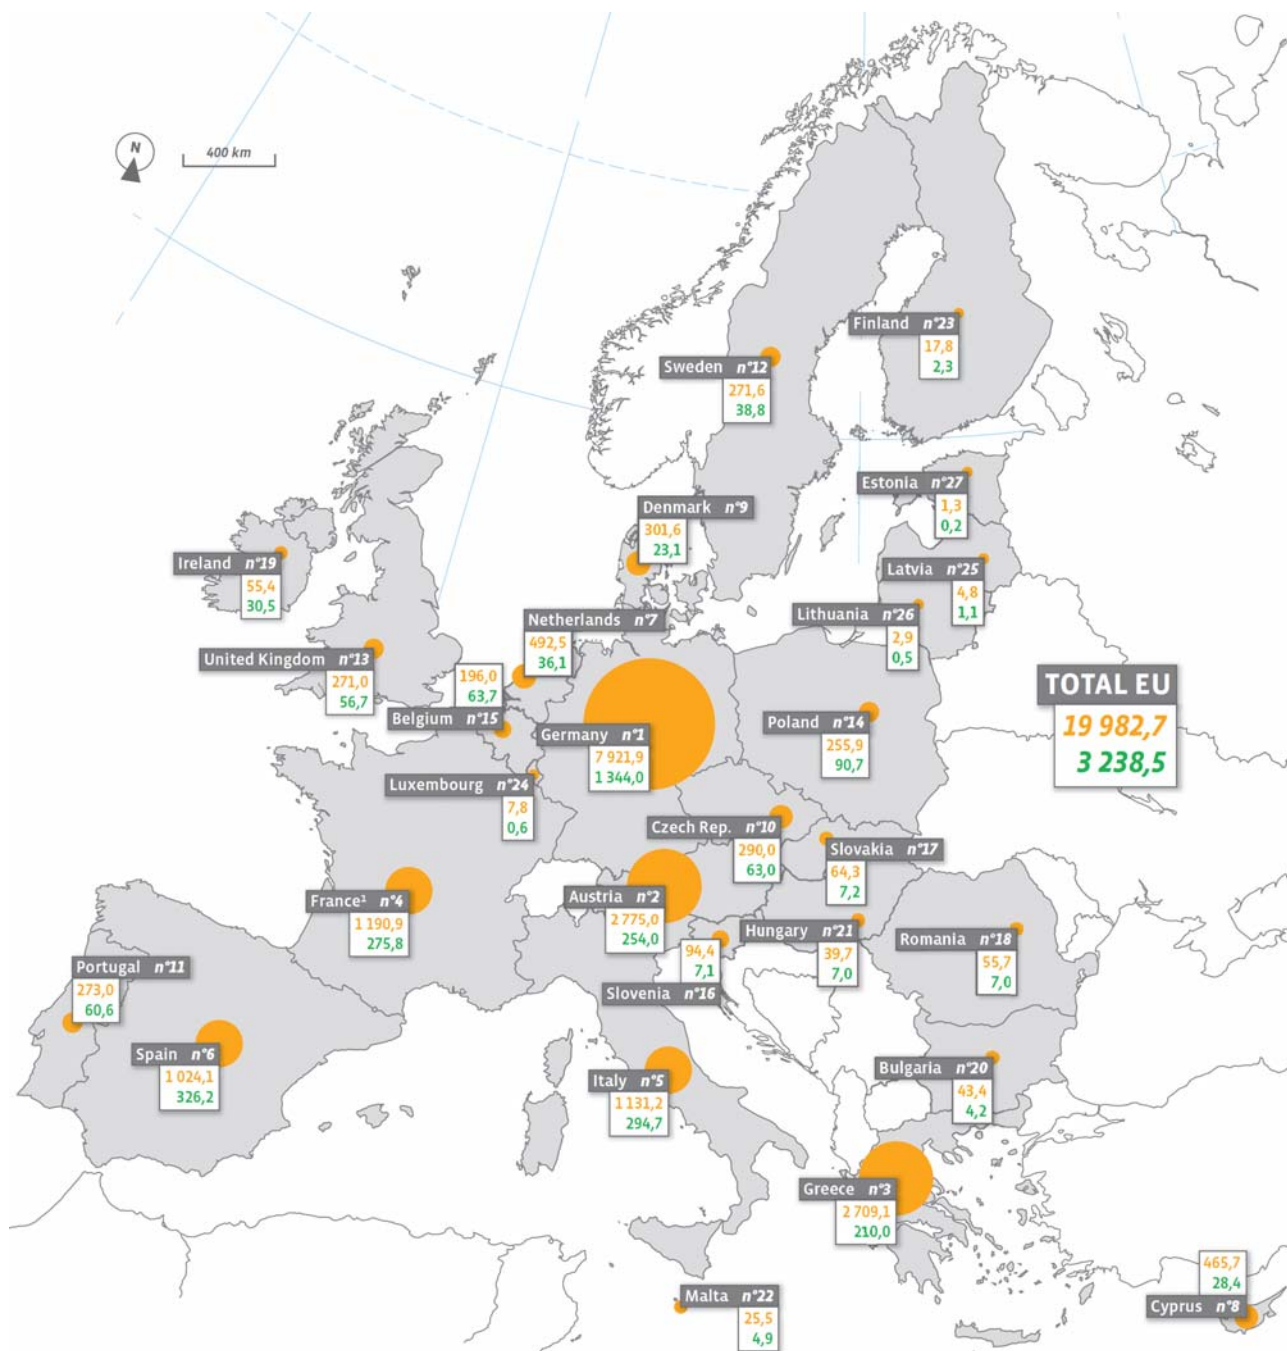 N
400 km
Finland n°23
17,8
2,3
Sweden n°12
271,6
38,8
Estonia n°27
1,3
0,2
Denmark n°9
301,6
23,1
Ireland n°19
55,4
30,5
Latvia n°25
4,8
1,1
Lithuania n°26
2,9
0,5
Netherlands n°7
492,5
36,1
United Kingdom n°13
271,0
56,7
196,0
63,7
Belgium n°15
TOTAL EU
19 982,7
3 238,5
Germany n°1
7 921,9
1 344,0
Poland n°14
255,9
90,7
Luxembourg n°24
7,8
0,6
Czech Rep. n°10
290,0
63,0
Slovakia n°17
64,3
7,2
France¹ n°4
1 190,9
275,8
Austria n°2
2 775,0
254,0
Hungary n°21
39,7
7,0
Romania n°18
55,7
7,0
94,4
7,1
Slovenia n°16
Portugal n°11
273,0
60,6
Spain n°6
1 024,1
326,2
Italy n°5
1 131,2
294,7
Bulgaria n°20
43,4
4,2
Greece n°3
2 709,1
210,0
465,7
28,4
Cyprus n°8
Malta n°22
25,5
4,9